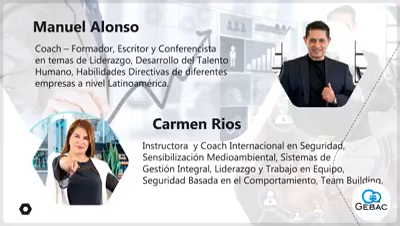 Manuel Alonso
Coach – Formador, Escritor y Conferencista
en temas de Liderazgo, Desarrollo del Talento
Humano, Habilidades Directivas de diferentes
empresas a nivel Latinoamérica.
Carmen Rios
Instructora y Coach Internacional en Seguridad,
Sensibilización Medioambiental, Sistemas de
Gestión Integral, Liderazgo y Trabajo en Equipo,
Seguridad Basada en el Comportamiento, Team Building.
GEBAC